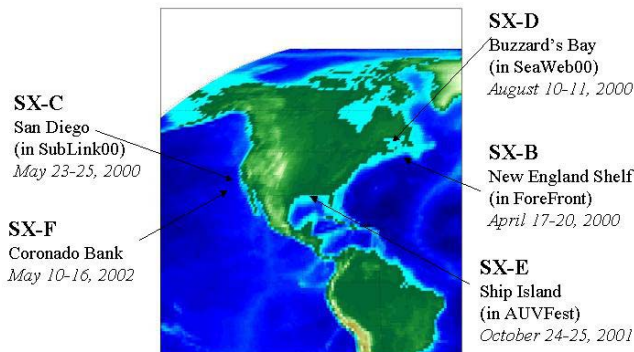 SX-D
Buzzard's Bay
(in SeaWeb00)
August 10-11, 2000
SX-C
San Diego
(in SubLink00)
May 23-25, 2000
SX-B
New England Shelf
(in ForeFront)
April 17-20, 2000
SX-F
Coronado Bank
May 10-16, 2002
SX-E
Ship Island
(in AUVFest)
October 24-25, 2001